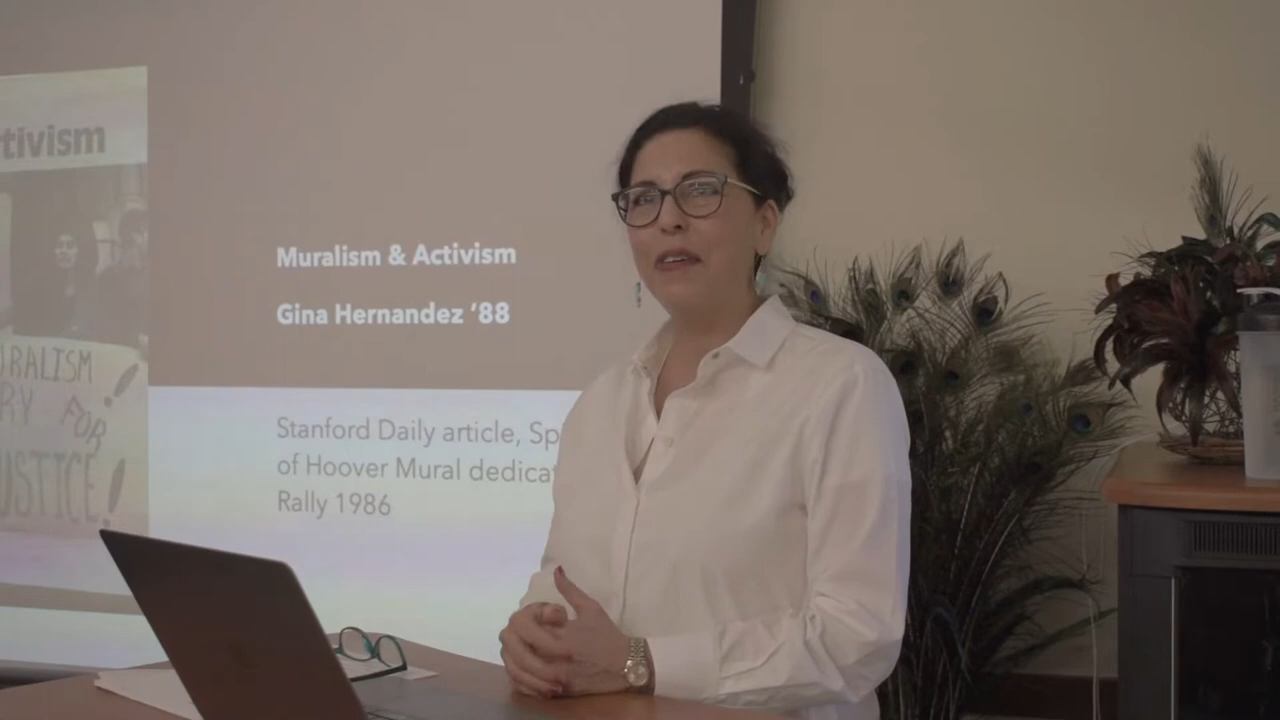 tivism
RALISM
RY FOR
USTICE!
Muralism & Activism
Gina Hernandez ’88
Stanford Daily article, Sp
of Hoover Mural dedicat
Rally 1986